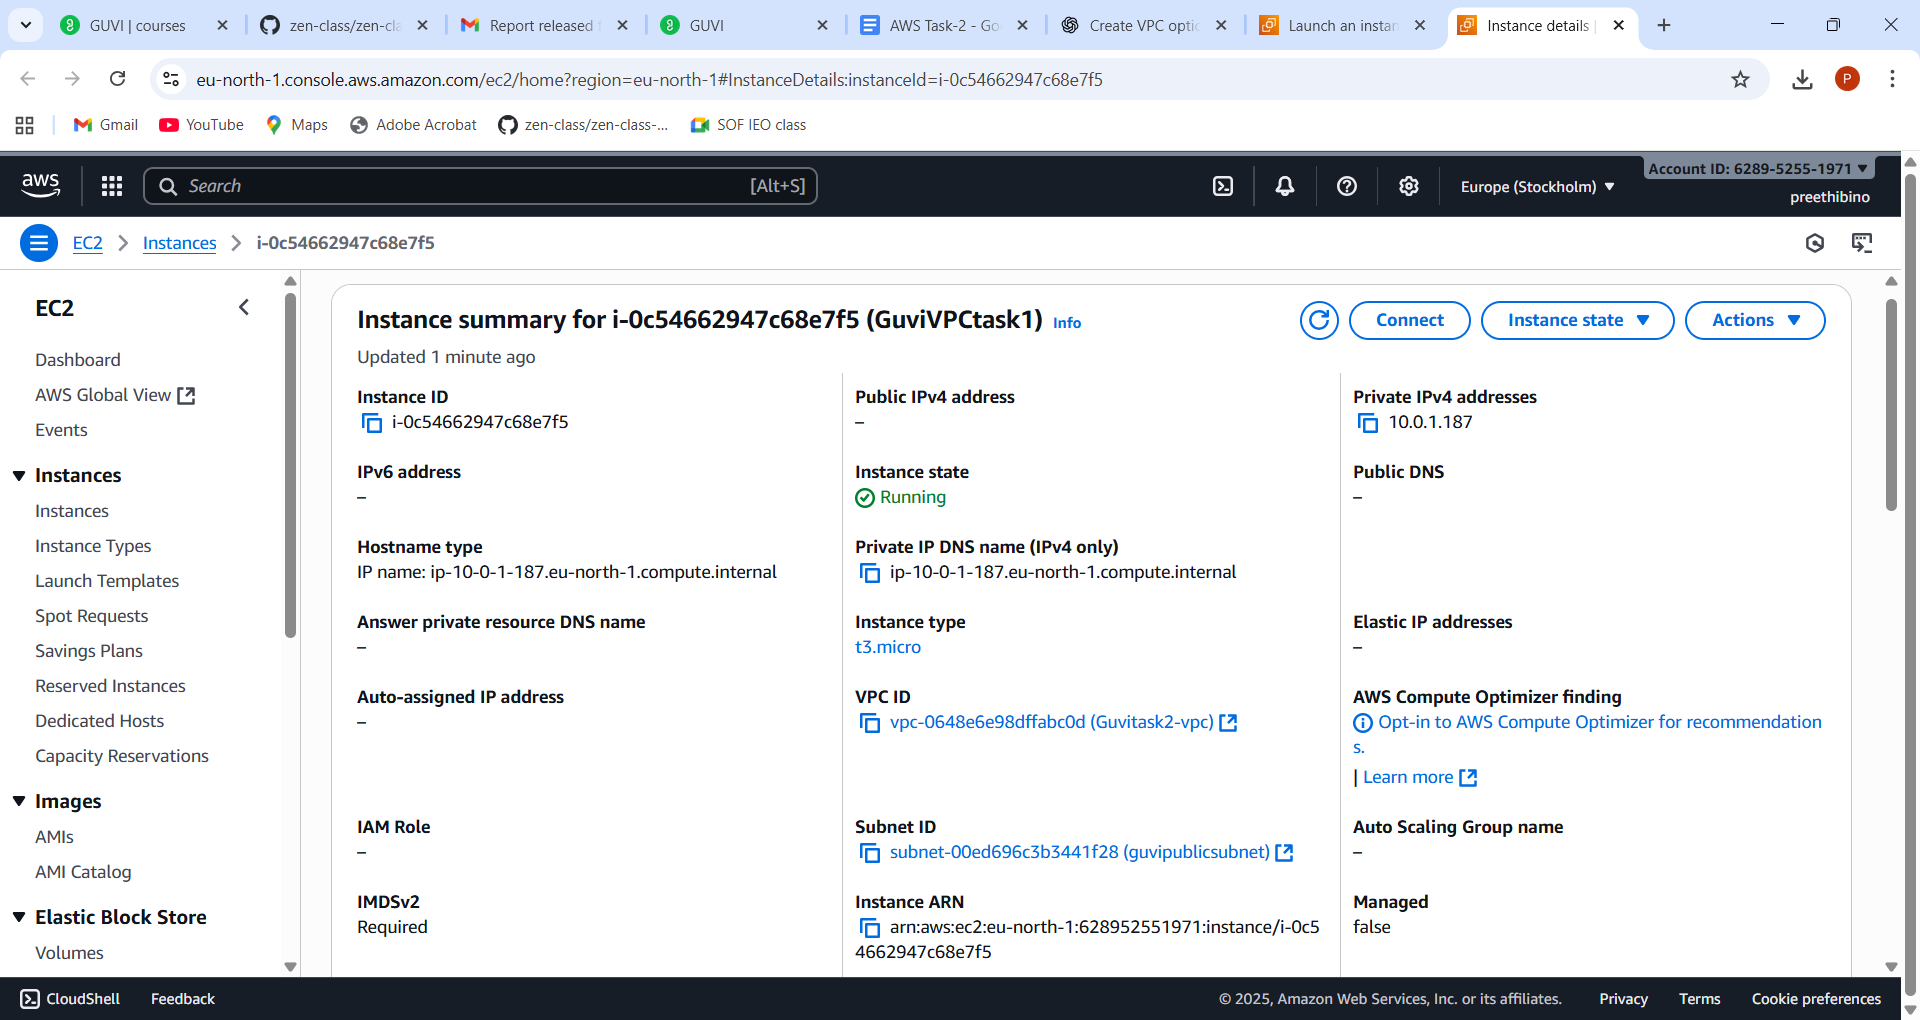 GUVI | courses
zen-class/zen-cla
Report released f
GUVI
AWS Task-2 - Go
Create VPC optic
Launch an instan
Instance details |
eu-north-1.console.aws.amazon.com/ec2/home?region=eu-north-1#InstanceDetails:instanceId=i-0c54662947c68e7f5
P
Gmail
YouTube
Maps
Adobe Acrobat
zen-class/zen-class-...
SOF IEO class
aws
Search
[Alt+S]
Europe (Stockholm)
Account ID: 6289-5255-1971
preethibino
EC2
Instances
i-0c54662947c68e7f5
EC2
Dashboard
AWS Global View
Events
Instances
Instances
Instance Types
Launch Templates
Spot Requests
Savings Plans
Reserved Instances
Dedicated Hosts
Capacity Reservations
Images
AMIs
AMI Catalog
Elastic Block Store
Volumes
Instance summary for i-0c54662947c68e7f5 (GuviVPCtask1) Info
Updated 1 minute ago
Connect
Instance state
Actions
Instance ID
i-0c54662947c68e7f5
Public IPv4 address
–
Private IPv4 addresses
10.0.1.187
IPv6 address
–
Instance state
Running
Public DNS
–
Hostname type
IP name: ip-10-0-1-187.eu-north-1.compute.internal
Private IP DNS name (IPv4 only)
ip-10-0-1-187.eu-north-1.compute.internal
Answer private resource DNS name
–
Instance type
t3.micro
Elastic IP addresses
–
Auto-assigned IP address
–
VPC ID
vpc-0648e6e98dffabc0d (Guvitask2-vpc)
AWS Compute Optimizer finding
Opt-in to AWS Compute Optimizer for recommendation
s.
| Learn more
IAM Role
–
Subnet ID
subnet-00ed696c3b3441f28 (guvipublicsubnet)
Auto Scaling Group name
–
IMDSv2
Required
Instance ARN
arn:aws:ec2:eu-north-1:628952551971:instance/i-0c5
4662947c68e7f5
Managed
false
CloudShell
Feedback
© 2025, Amazon Web Services, Inc. or its affiliates.
Privacy
Terms
Cookie preferences